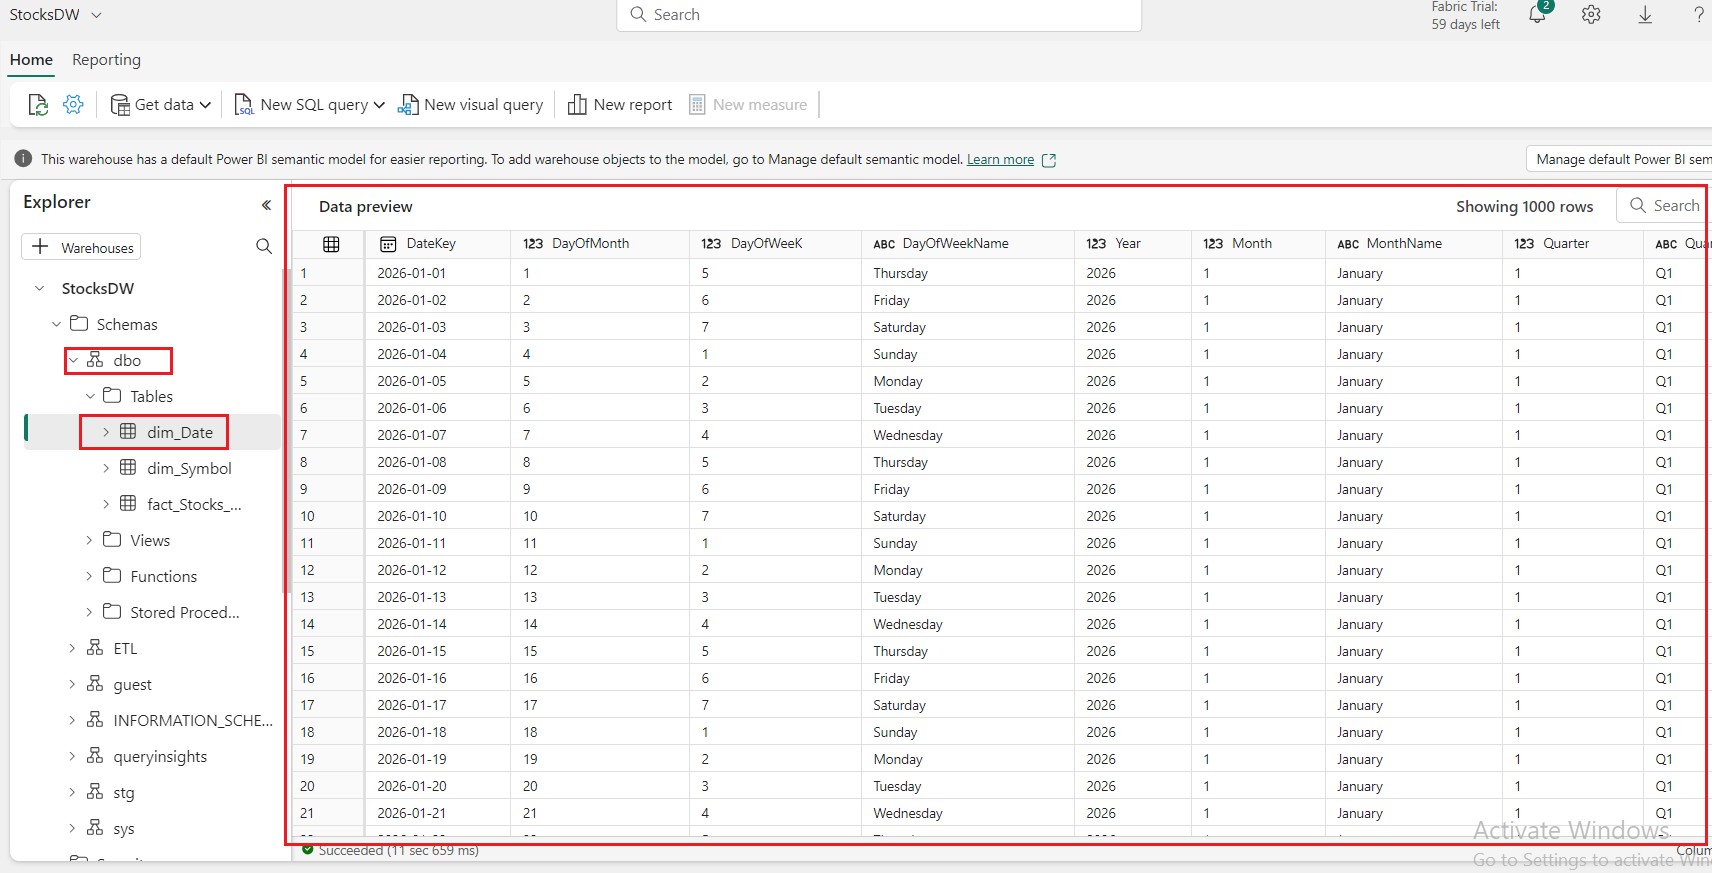 StocksDW
Search
Fabric Trial:
59 days left
2
Home Reporting
Get data New SQL query New visual query New report New measure
This warehouse has a default Power BI semantic model for easier reporting. To add warehouse objects to the model, go to Manage default semantic model. Learn more
Manage default Power BI sem
Explorer
Warehouses
StocksDW
Schemas
dbo
Tables
dim_Date
dim_Symbol
fact_Stocks_...
Views
Functions
Stored Proced...
ETL
guest
INFORMATION_SCHE...
queryinsights
stg
sys
Data preview Showing 1000 rows Search
DateKey 123 DayOfMonth 123 DayOfWeeK ABC DayOfWeekName 123 Year 123 Month ABC MonthName 123 Quarter ABC Quar
1 2026-01-01 1 5 Thursday 2026 1 January 1 Q1
2 2026-01-02 2 6 Friday 2026 1 January 1 Q1
3 2026-01-03 3 7 Saturday 2026 1 January 1 Q1
4 2026-01-04 4 1 Sunday 2026 1 January 1 Q1
5 2026-01-05 5 2 Monday 2026 1 January 1 Q1
6 2026-01-06 6 3 Tuesday 2026 1 January 1 Q1
7 2026-01-07 7 4 Wednesday 2026 1 January 1 Q1
8 2026-01-08 8 5 Thursday 2026 1 January 1 Q1
9 2026-01-09 9 6 Friday 2026 1 January 1 Q1
10 2026-01-10 10 7 Saturday 2026 1 January 1 Q1
11 2026-01-11 11 1 Sunday 2026 1 January 1 Q1
12 2026-01-12 12 2 Monday 2026 1 January 1 Q1
13 2026-01-13 13 3 Tuesday 2026 1 January 1 Q1
14 2026-01-14 14 4 Wednesday 2026 1 January 1 Q1
15 2026-01-15 15 5 Thursday 2026 1 January 1 Q1
16 2026-01-16 16 6 Friday 2026 1 January 1 Q1
17 2026-01-17 17 7 Saturday 2026 1 January 1 Q1
18 2026-01-18 18 1 Sunday 2026 1 January 1 Q1
19 2026-01-19 19 2 Monday 2026 1 January 1 Q1
20 2026-01-20 20 3 Tuesday 2026 1 January 1 Q1
21 2026-01-21 21 4 Wednesday 2026 1 January 1 Q1
Succeeded (11 sec 659 ms)
Colum
Activate Windows
Go to Settings to activate Win